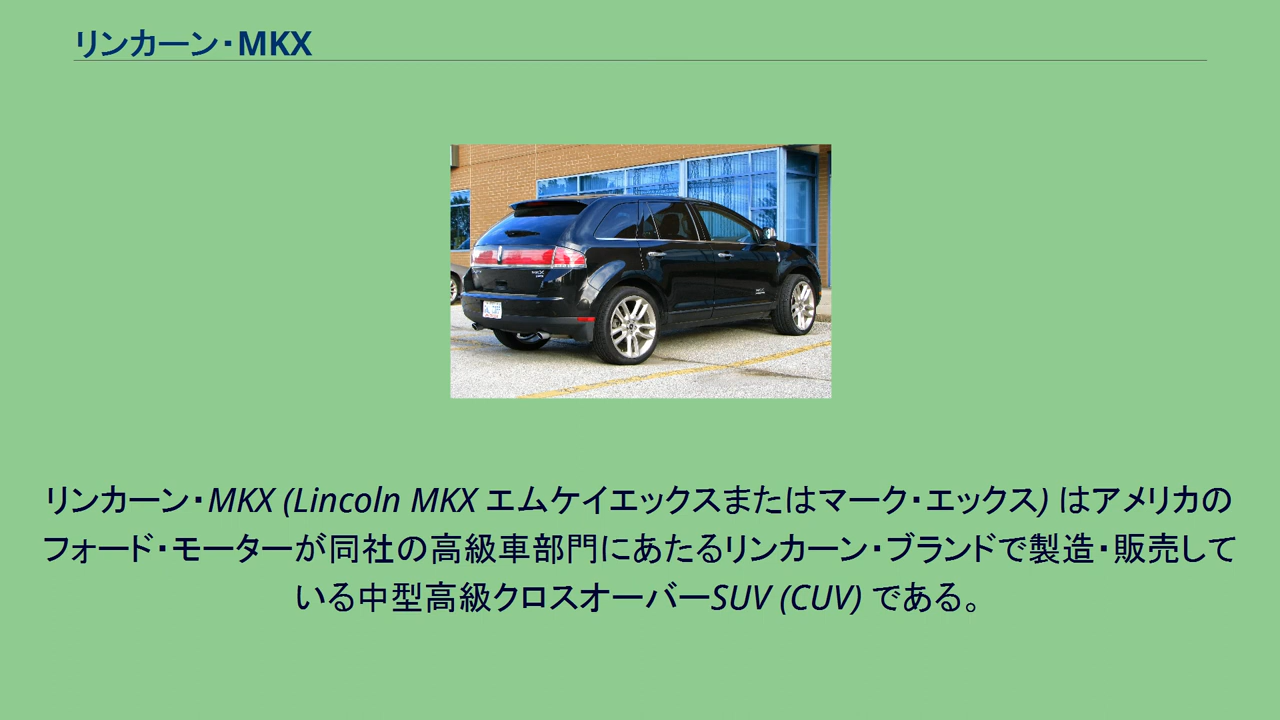 リンカーン・MKX
リンカーン・MKX (Lincoln MKX エムケイエックスまたはマーク・エックス) はアメリカの
フォード・モーターが同社の高級車部門にあたるリンカーン・ブランドで製造・販売して
いる中型高級クロスオーバーSUV (CUV) である。
MKX